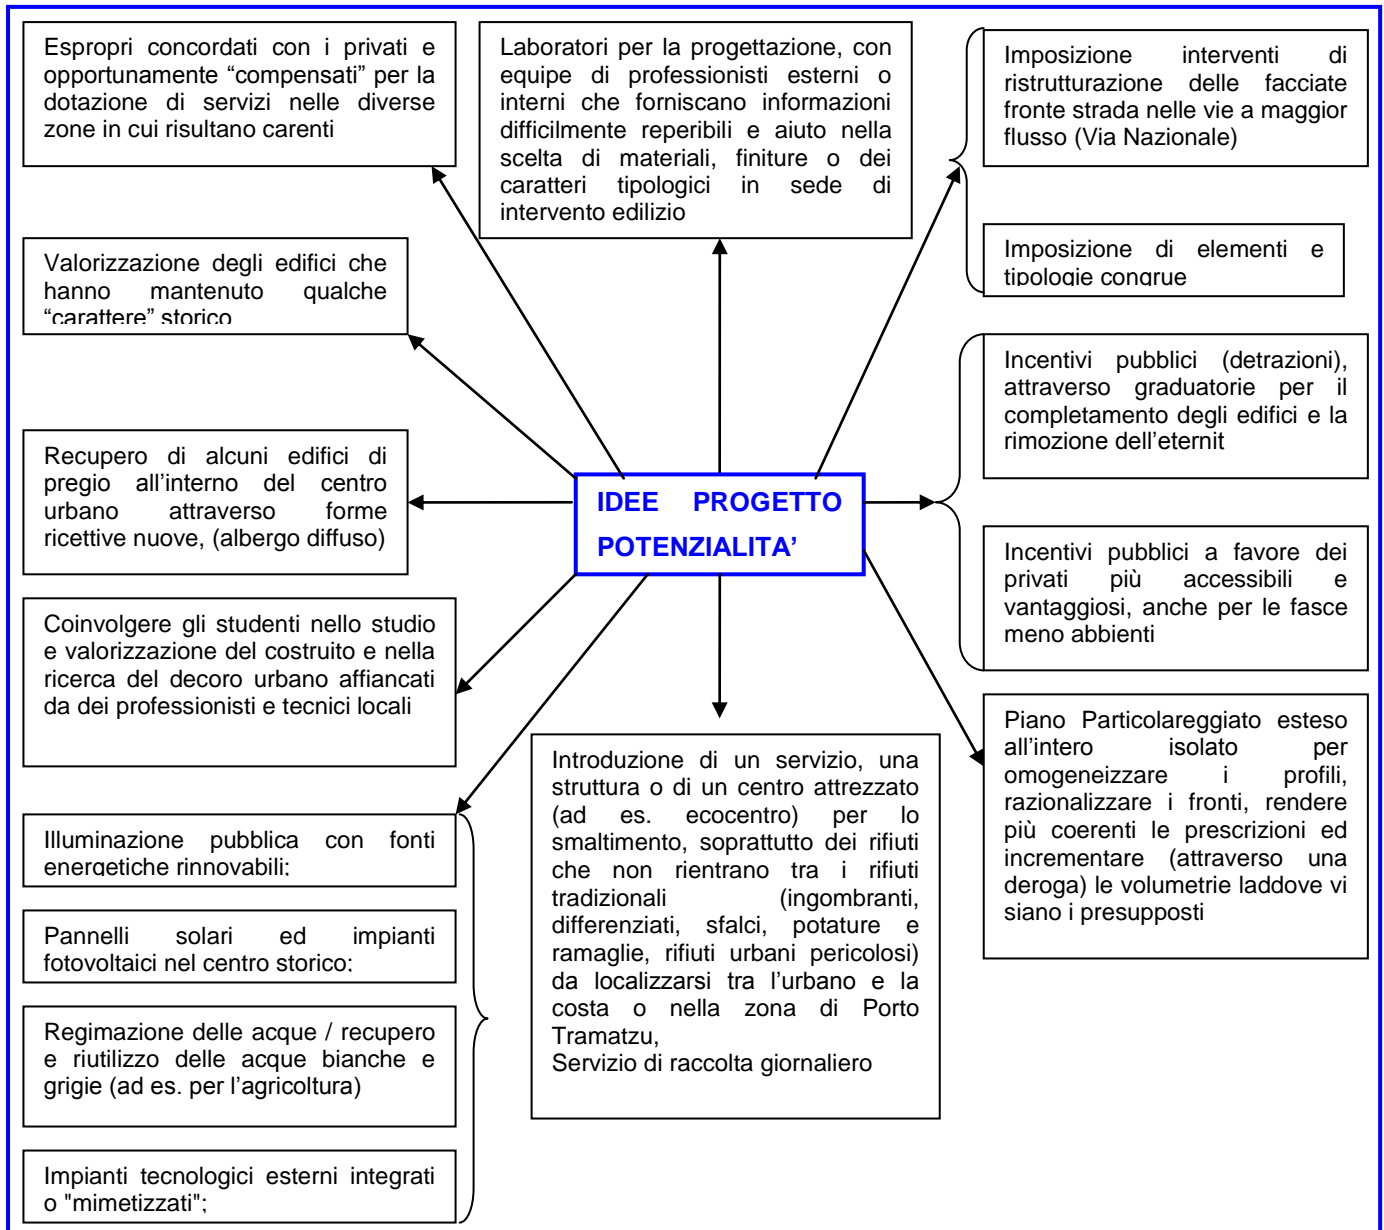 Espropri concordati con i privati e
opportunamente “compensati” per la
dotazione di servizi nelle diverse
zone in cui risultano carenti
Laboratori per la progettazione, con
equipe di professionisti esterni o
interni che forniscano informazioni
difficilmente reperibili e aiuto nella
scelta di materiali, finiture o dei
caratteri tipologici in sede di
intervento edilizio
Imposizione interventi di
ristrutturazione delle facciate
fronte strada nelle vie a maggior
flusso (Via Nazionale)
Imposizione di elementi e
tipologie congrue
Valorizzazione degli edifici che
hanno mantenuto qualche
“carattere” storico
Incentivi pubblici (detrazioni),
attraverso graduatorie per il
completamento degli edifici e la
rimozione dell’eternit
Recupero di alcuni edifici di
pregio all’interno del centro
urbano attraverso forme
ricettive nuove, (albergo diffuso)
IDEE PROGETTO
POTENZIALITA’
Incentivi pubblici a favore dei
privati più accessibili e
vantaggiosi, anche per le fasce
meno abbienti
Coinvolgere gli studenti nello studio
e valorizzazione del costruito e nella
ricerca del decoro urbano affiancati
da dei professionisti e tecnici locali
Piano Particolareggiato esteso
all’intero isolato per
omogeneizzare i profili,
razionalizzare i fronti, rendere
più coerenti le prescrizioni ed
incrementare (attraverso una
deroga) le volumetrie laddove vi
siano i presupposti
Introduzione di un servizio, una
struttura o di un centro attrezzato
(ad es. ecocentro) per lo
smaltimento, soprattutto dei rifiuti
che non rientrano tra i rifiuti
tradizionali (ingombranti,
differenziati, sfalci, potature e
ramaglie, rifiuti urbani pericolosi)
da localizzarsi tra l’urbano e la
costa o nella zona di Porto
Tramatzu,
Servizio di raccolta giornaliero
Illuminazione pubblica con fonti
energetiche rinnovabili;
Pannelli solari ed impianti
fotovoltaici nel centro storico;
Regimazione delle acque / recupero
e riutilizzo delle acque bianche e
grigie (ad es. per l’agricoltura)
Impianti tecnologici esterni integrati
o "mimetizzati";